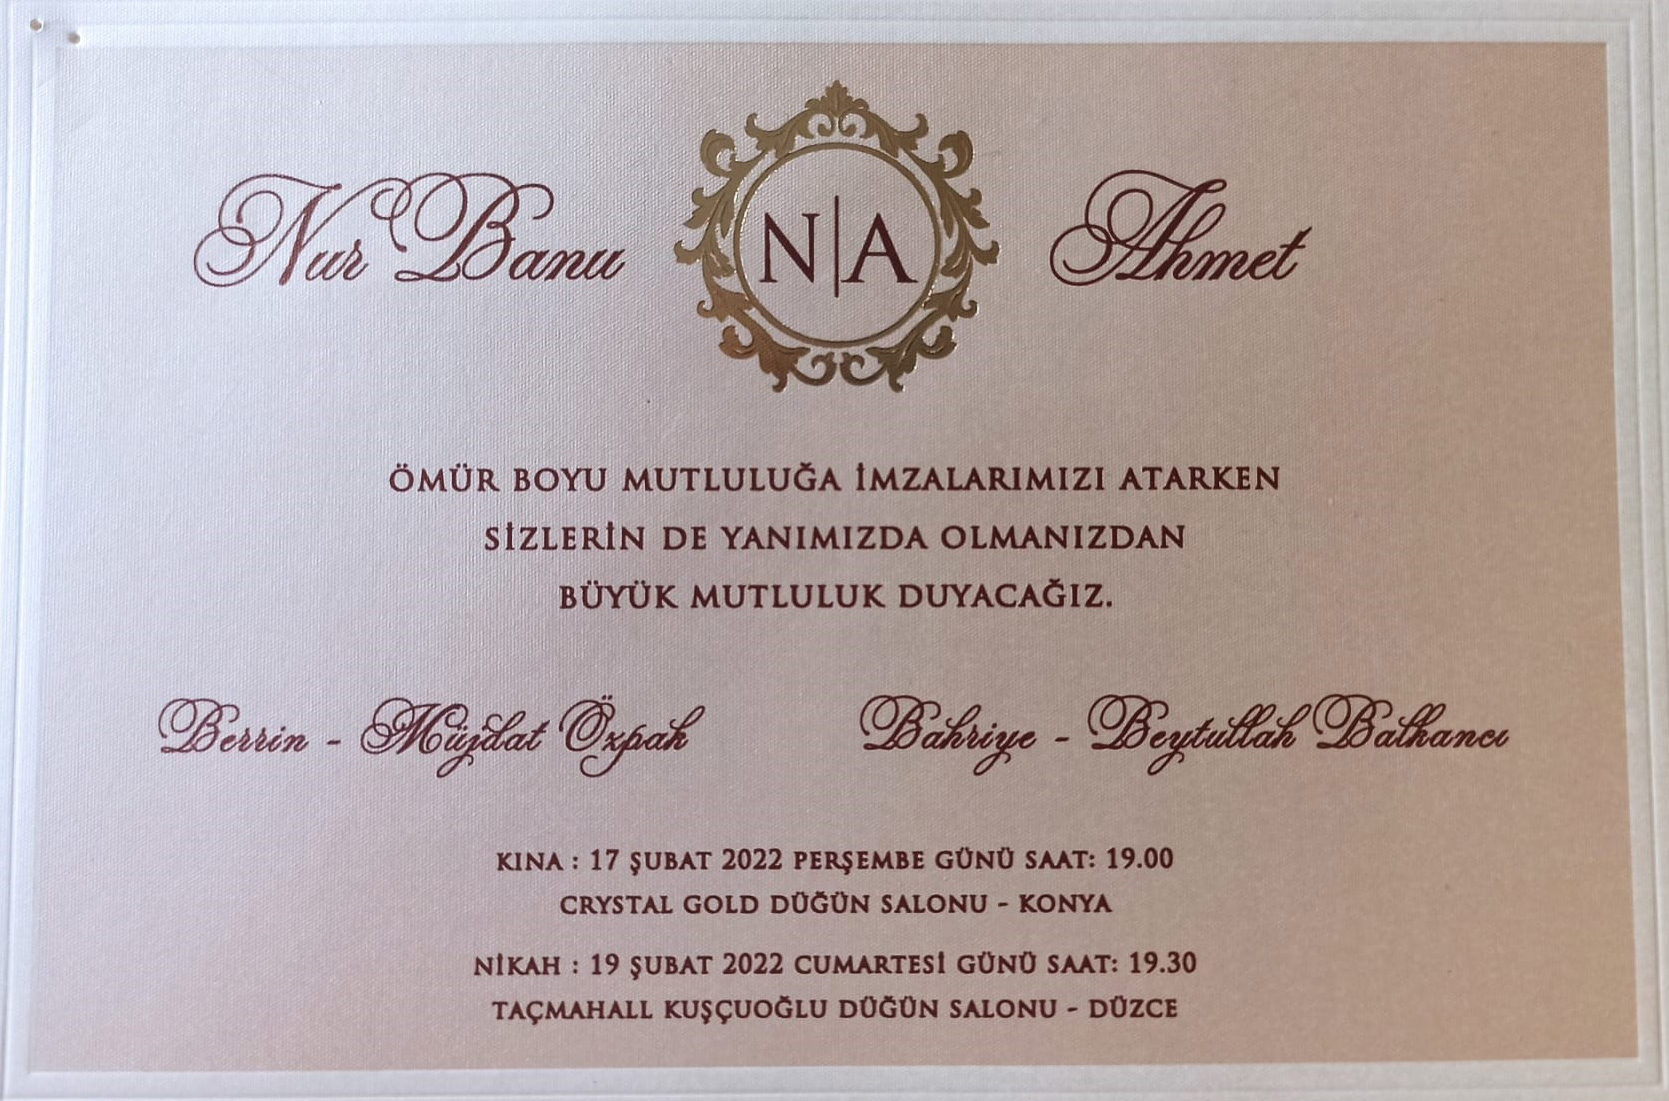 Nur Banu N|A Ahmet
ÖMÜR BOYU MUTLULUĞA İMZALARIMIZI ATARKEN
SİZLERİN DE YANIMIZDA OLMANIZDAN
BÜYÜK MUTLULUK DUYACAĞIZ.
Berrin - Müjdat Özpak Bahriye - Beytullah Balkancı
KINA : 17 ŞUBAT 2022 PERŞEMBE GÜNÜ SAAT: 19.00
CRYSTAL GOLD DÜĞÜN SALONU - KONYA
NİKAH : 19 ŞUBAT 2022 CUMARTESİ GÜNÜ SAAT: 19.30
TAÇMAHALL KUŞÇUOĞLU DÜĞÜN SALONU - DÜZCE